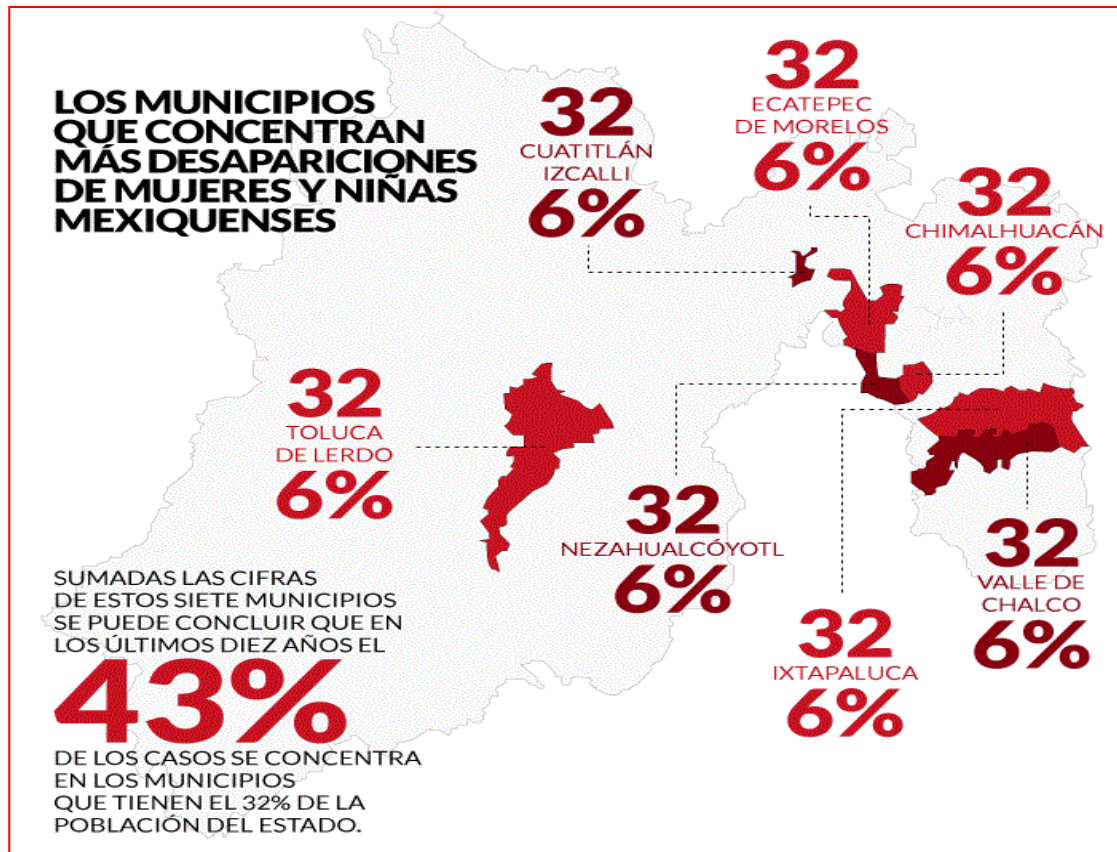 LOS MUNICIPIOS
QUE CONCENTRAN
MÁS DESAPARICIONES
DE MUJERES Y NIÑAS
MEXIQUENSES
32
CUATITLÁN
IZCALLI
6%
32
ECATEPEC
DE MORELOS
6%
32
CHIMALHUACÁN
6%
32
TOLUCA
DE LERDO
6%
32
NEZAHUALCÓYOTL
6%
32
IXTAPALUCA
6%
32
VALLE DE
CHALCO
6%
SUMADAS LAS CIFRAS
DE ESTOS SIETE MUNICIPIOS
SE PUEDE CONCLUIR QUE EN
LOS ÚLTIMOS DIEZ AÑOS EL
43%
DE LOS CASOS SE CONCENTRA
EN LOS MUNICIPIOS
QUE TIENEN EL 32% DE LA
POBLACIÓN DEL ESTADO.